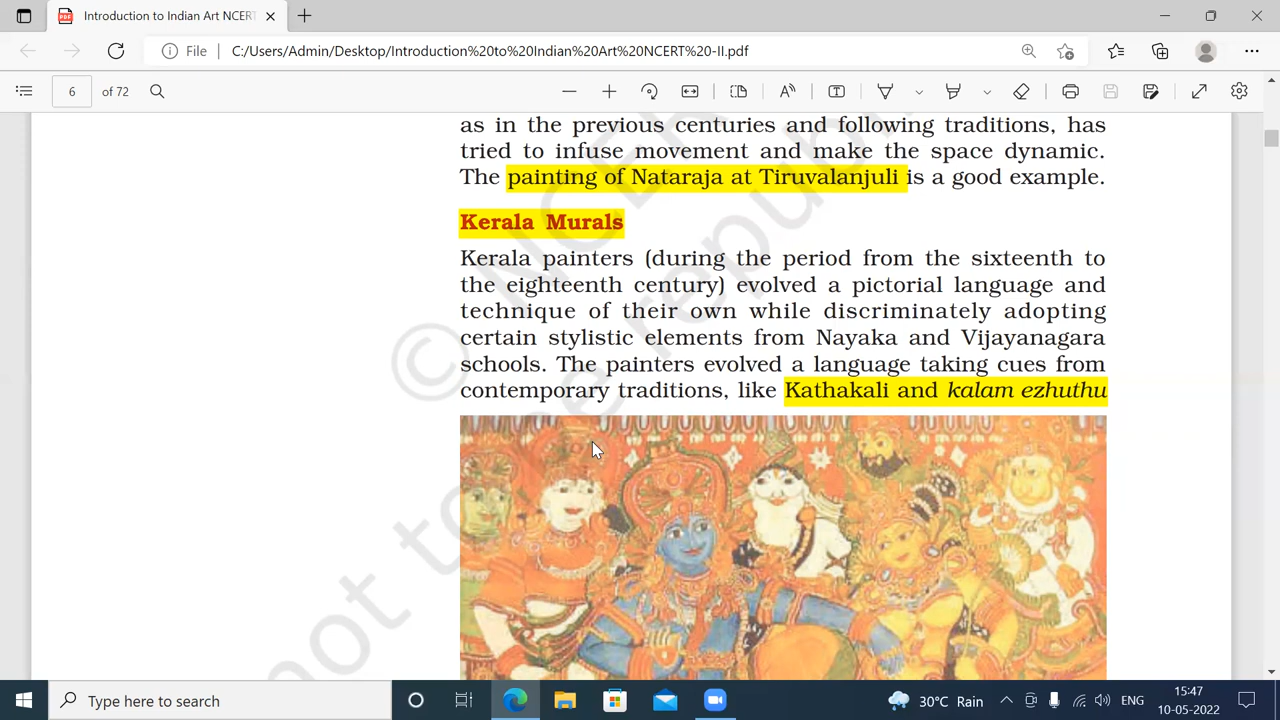 Introduction to Indian Art NCERT
File
C:/Users/Admin/Desktop/Introduction%20to%20Indian%20Art%20NCERT%20-II.pdf
6 of 72
as in the previous centuries and following traditions, has
tried to infuse movement and make the space dynamic.
The painting of Nataraja at Tiruvalanjuli is a good example.
Kerala Murals
Kerala painters (during the period from the sixteenth to
the eighteenth century) evolved a pictorial language and
technique of their own while discriminately adopting
certain stylistic elements from Nayaka and Vijayanagara
schools. The painters evolved a language taking cues from
contemporary traditions, like Kathakali and kalam ezhuthu
Type here to search
30°C Rain
ENG
15:47
10-05-2022